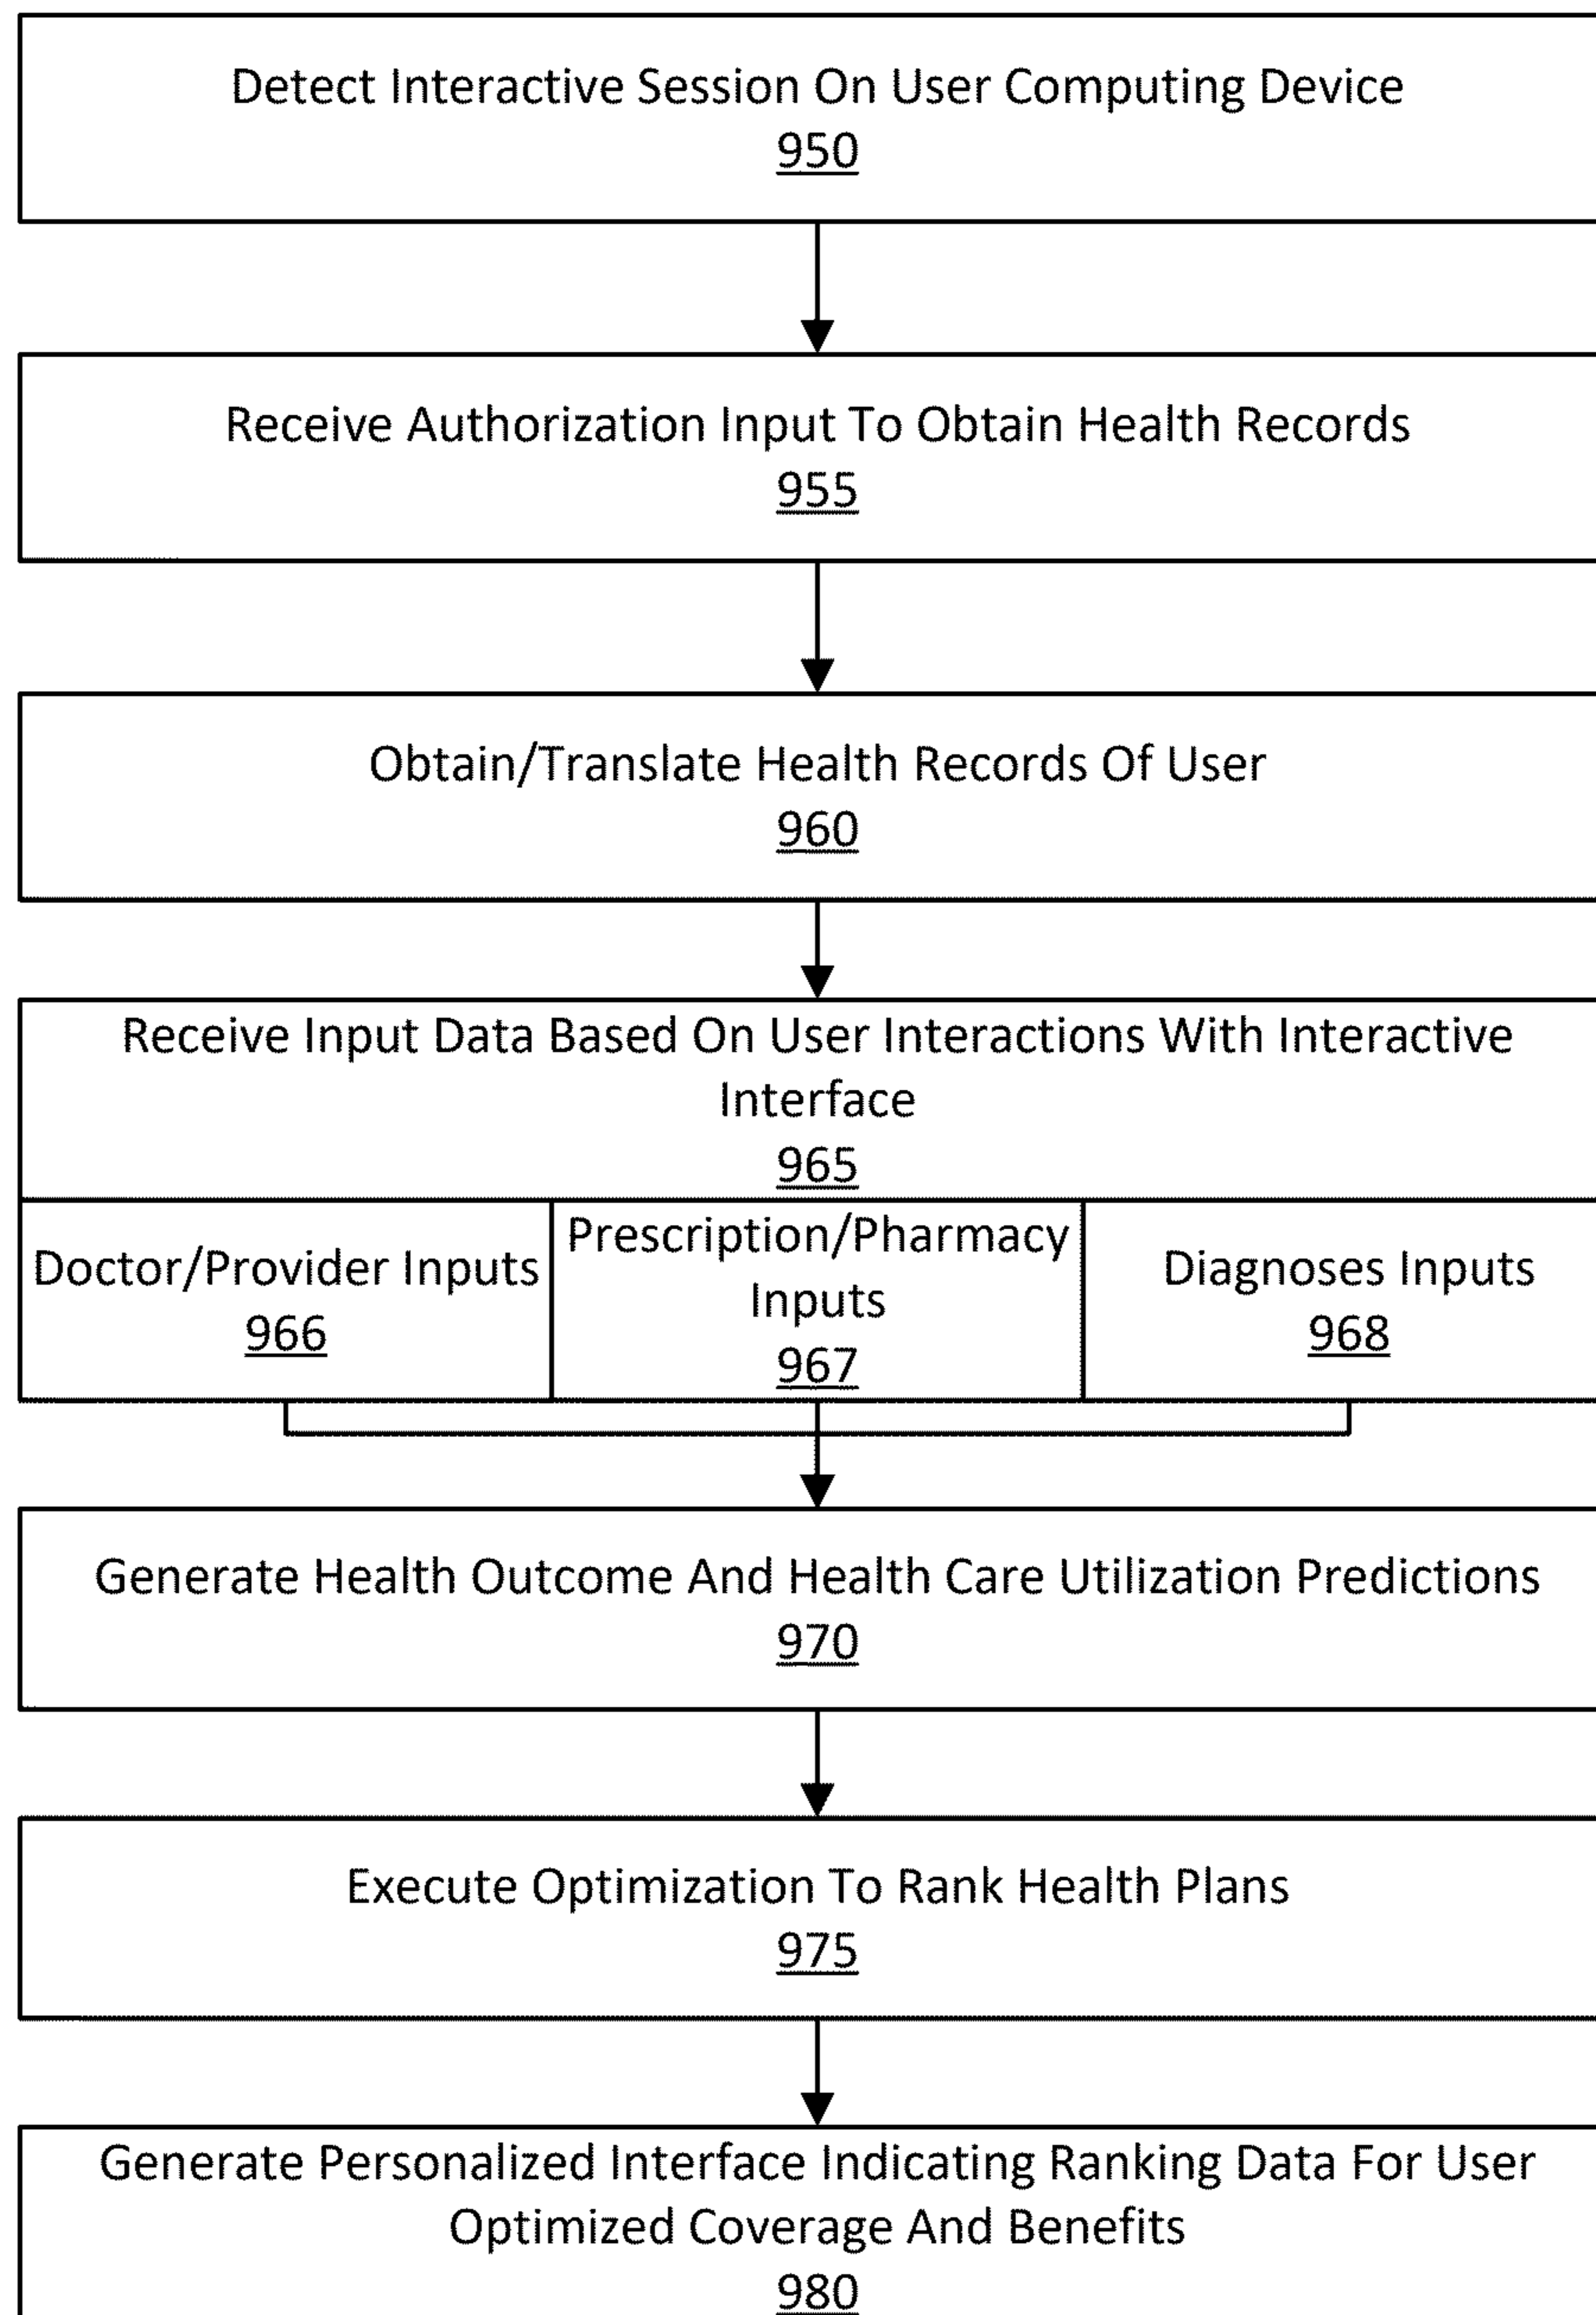 Detect Interactive Session On User Computing Device
950
Receive Authorization Input To Obtain Health Records
955
Obtain/Translate Health Records Of User
960
Receive Input Data Based On User Interactions With Interactive
Interface
965
Doctor/Provider Inputs
966
Prescription/Pharmacy
Inputs
967
Diagnoses Inputs
968
Generate Health Outcome And Health Care Utilization Predictions
970
Execute Optimization To Rank Health Plans
975
Generate Personalized Interface Indicating Ranking Data For User
Optimized Coverage And Benefits
980